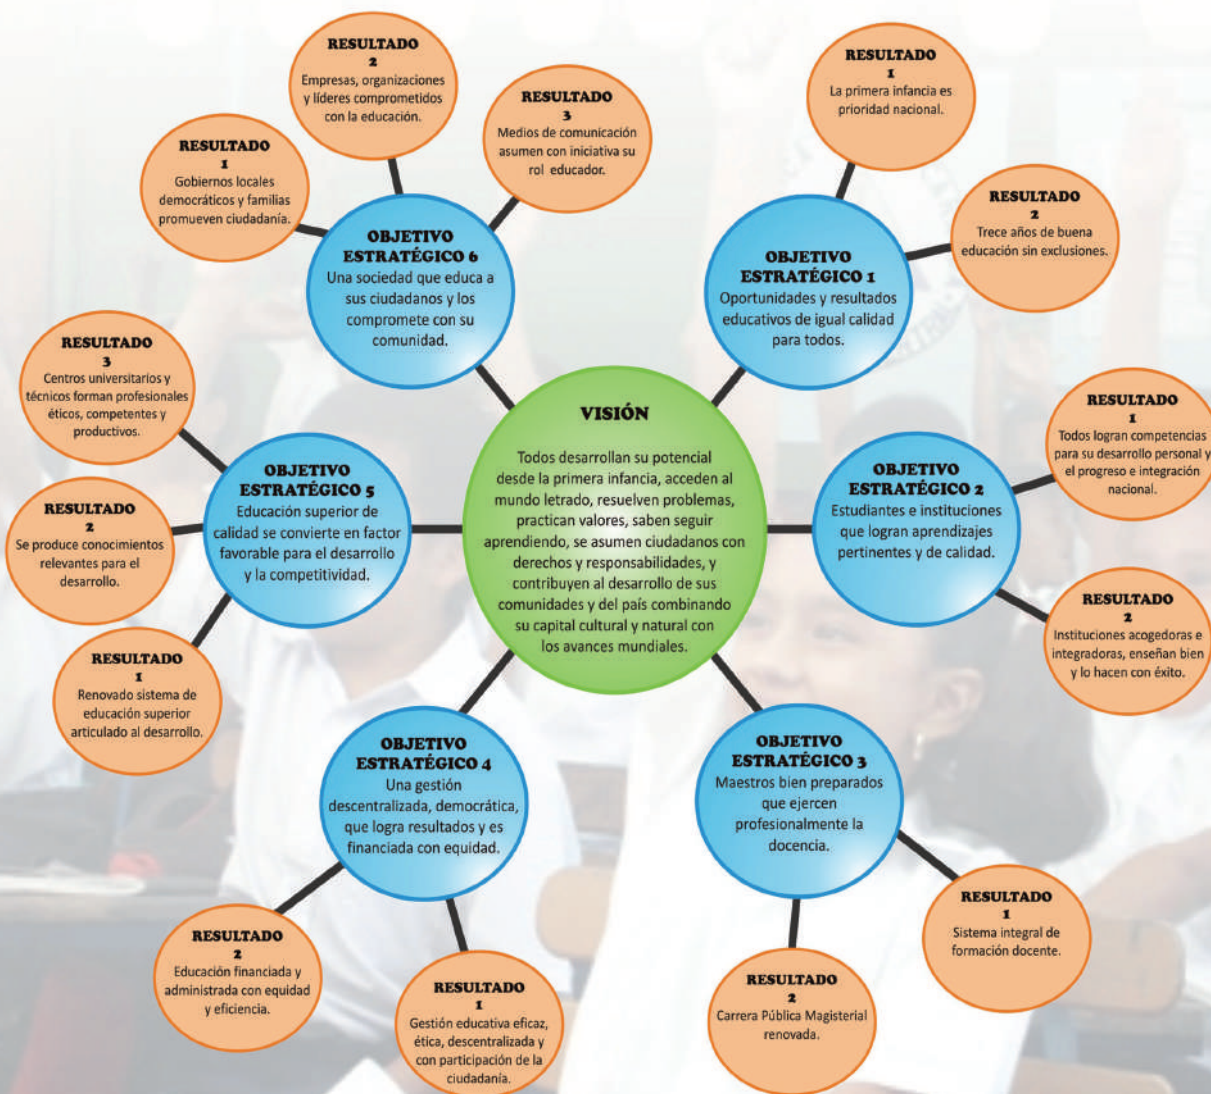 VISIÓN
Todos desarrollan su potencial
desde la primera infancia, acceden al
mundo letrado, resuelven problemas,
practican valores, saben seguir
aprendiendo, se asumen ciudadanos con
derechos y responsabilidades, y
contribuyen al desarrollo de sus
comunidades y del país combinando
su capital cultural y natural con
los avances mundiales.
OBJETIVO
ESTRATÉGICO 1
Oportunidades y resultados
educativos de igual calidad
para todos.
RESULTADO
1
La primera infancia es
prioridad nacional.
RESULTADO
2
Trece años de buena
educación sin exclusiones.
OBJETIVO
ESTRATÉGICO 2
Estudiantes e instituciones
que logran aprendizajes
pertinentes y de calidad.
RESULTADO
1
Todos logran competencias
para su desarrollo personal y
el progreso e integración
nacional.
RESULTADO
2
Instituciones acogedoras e
integradoras, enseñan bien
y lo hacen con éxito.
OBJETIVO
ESTRATÉGICO 3
Maestros bien preparados
que ejercen
profesionalmente la
docencia.
RESULTADO
1
Sistema integral de
formación docente.
RESULTADO
2
Carrera Pública Magisterial
renovada.
OBJETIVO
ESTRATÉGICO 4
Una gestión
descentralizada, democrática,
que logra resultados y es
financiada con equidad.
RESULTADO
1
Gestión educativa eficaz,
ética, descentralizada y
con participación de la
ciudadanía.
RESULTADO
2
Educación financiada y
administrada con equidad
y eficiencia.
OBJETIVO
ESTRATÉGICO 5
Educación superior de
calidad se convierte en factor
favorable para el desarrollo
y la competitividad.
RESULTADO
1
Renovado sistema de
educación superior
articulado al desarrollo.
RESULTADO
2
Se produce conocimientos
relevantes para el
desarrollo.
RESULTADO
3
Centros universitarios y
técnicos forman profesionales
éticos, competentes y
productivos.
OBJETIVO
ESTRATÉGICO 6
Una sociedad que educa a
sus ciudadanos y los
compromete con su
comunidad.
RESULTADO
1
Gobiernos locales
democráticos y familias
promueven ciudadanía.
RESULTADO
2
Empresas, organizaciones
y líderes comprometidos
con la educación.
RESULTADO
3
Medios de comunicación
asumen con iniciativa su
rol educador.